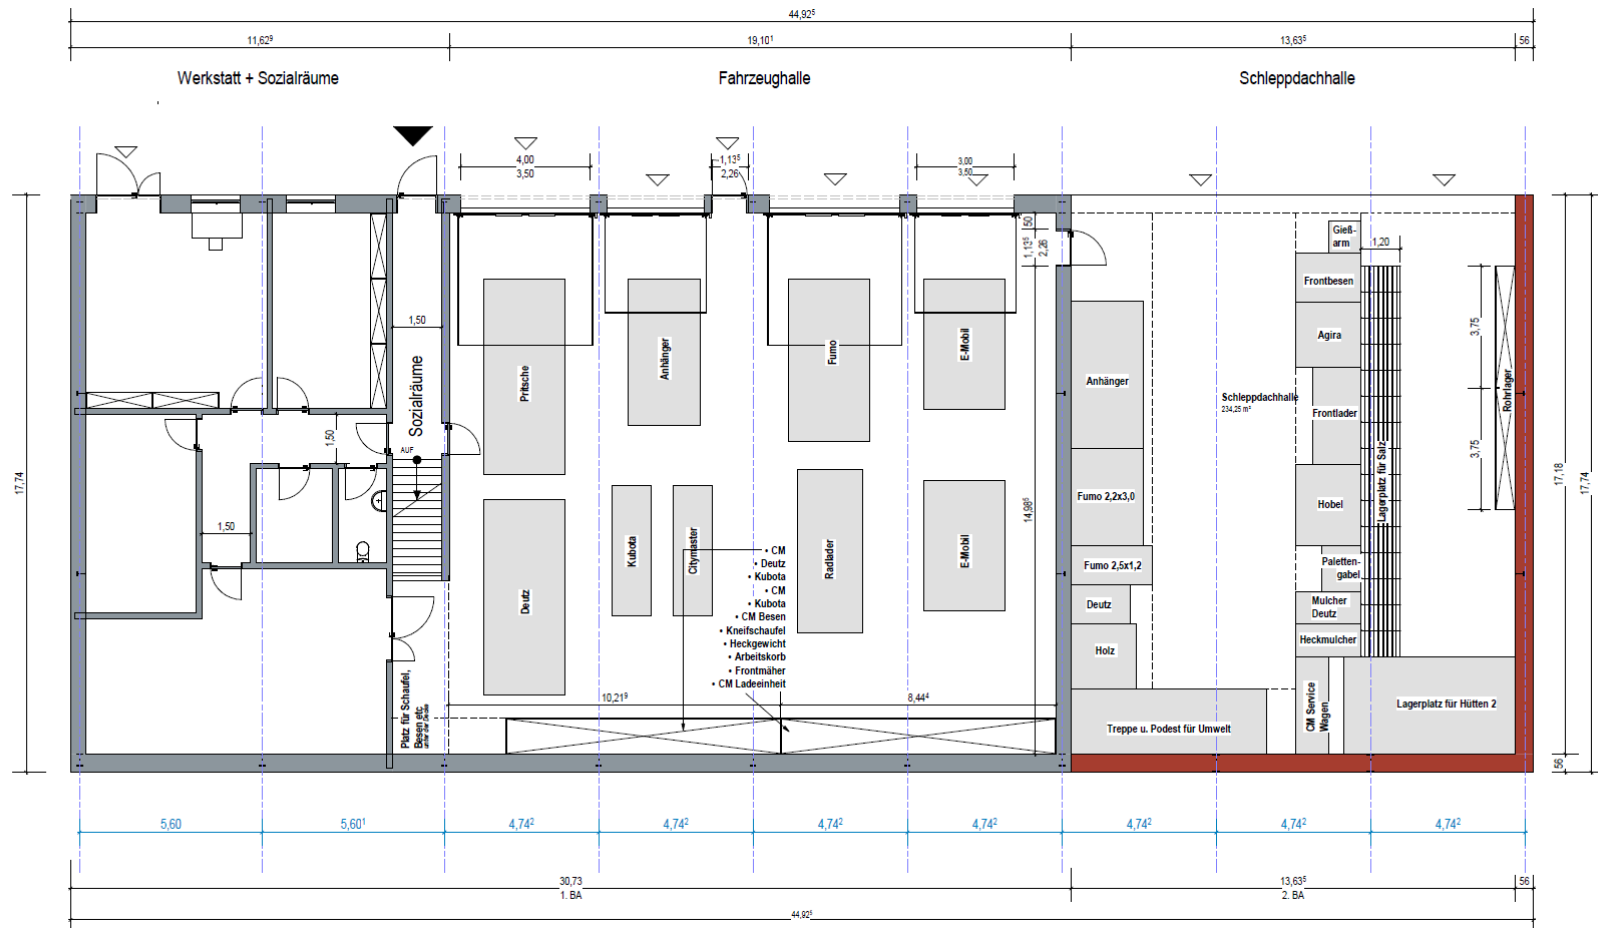 44,92⁵
11,62⁹
19,10¹
13,63⁵
56
Werkstatt + Sozialräume
Fahrzeughalle
Schleppdachhalle
4,00
3,50
1,13⁵
2,26
3,00
3,50
50
1,13⁵
2,26
17,74
1,50
Sozialräume
AUF
1,50
1,50
Pritsche
Anhänger
Fumo
E-Mobil
Deutz
Kubota
Citymaster
Radlader
E-Mobil
14,98⁵
• CM
• Deutz
• Kubota
• CM
• Kubota
• CM Besen
• Kneifschaufel
• Heckgewicht
• Arbeitskorb
• Frontmäher
• CM Ladeeinheit
10,21⁹
8,44⁴
Platz für Schaufel,
Besen etc
unter der Decke
Anhänger
Fumo 2,2x3,0
Fumo 2,5x1,2
Deutz
Holz
Treppe u. Podest für Umwelt
Schleppdachhalle
234,25 m²
Gieß-
arm
1,20
Frontbesen
Agira
Frontlader
Hobel
Paletten-
gabel
Mulcher
Deutz
Heckmulcher
CM Service
Wagen
Lagerplatz für Salz
Lagerplatz für Hütten 2
3,75
3,75
Rohrlager
17,18
56
17,74
5,60
5,60¹
4,74²
4,74²
4,74²
4,74²
4,74²
4,74²
4,74²
30,73
1. BA
13,63⁵
2. BA
56
44,92⁵